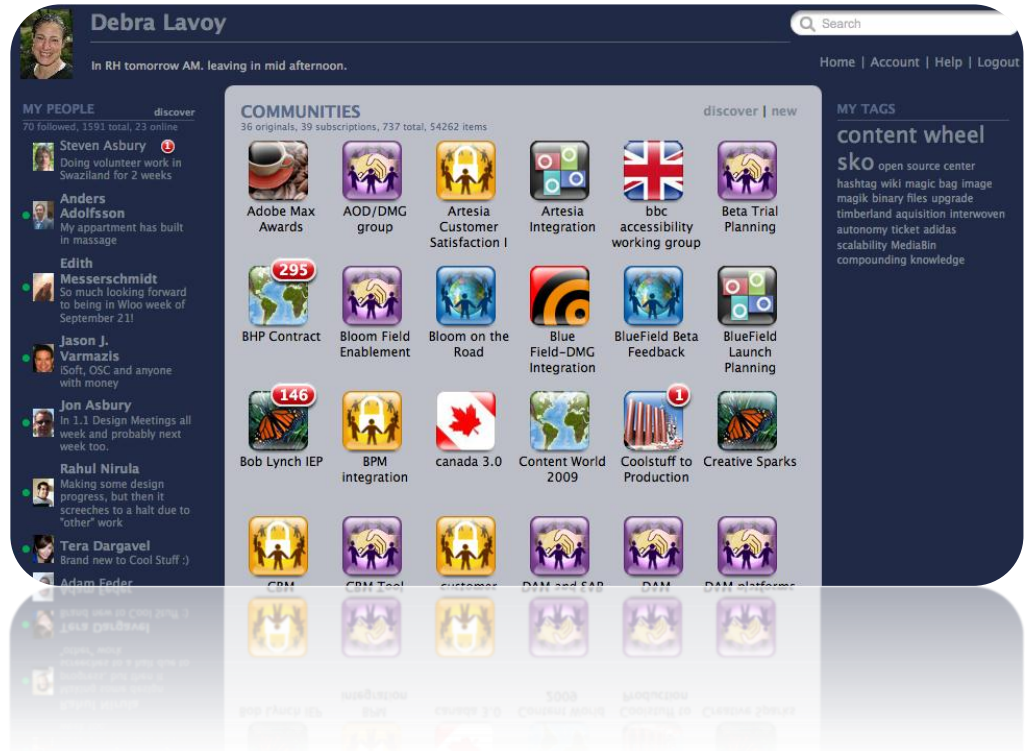 Debra Lavoy
Search
In RH tomorrow AM. leaving in mid afternoon.
Home | Account | Help | Logout
MY PEOPLE
discover
70 followed, 1591 total, 23 online
Steven Asbury
1
Doing volunteer work in
Swaziland for 2 weeks
Anders
Adolfsson
My appartment has built
in massage
Edith
Messerschmidt
So much looking forward
to being in Wloo week of
September 21!
Jason J.
Varmazis
iSoft, OSC and anyone
with money
Jon Asbury
In 1.1 Design Meetings all
week and probably next
week too.
Rahul Nirula
Making some design
progress, but then it
screeches to a halt due to
"other" work
Tera Dargavel
Brand new to Cool Stuff :)
Adam Feder
COMMUNITIES
discover | new
36 originals, 39 subscriptions, 737 total, 54262 items
Adobe Max
Awards
AOD/DMG
group
Artesia
Customer
Satisfaction I
Artesia
Integration
bbc
accessibility
working group
Beta Trial
Planning
295
BHP Contract
Bloom Field
Enablement
Bloom on the
Road
Blue
Field-DMG
Integration
BlueField Beta
Feedback
BlueField
Launch
Planning
146
Bob Lynch IEP
BPM
integration
canada 3.0
Content World
2009
1
Coolstuff to
Production
Creative Sparks
CRM
CRM Tool
customer
DAM and SAP
DAM
DAM platforms
MY TAGS
content wheel
sko open source center
hashtag wiki magic bag image
magik binary files upgrade
timberland aquisition interwoven
autonomy ticket adidas
scalability MediaBin
compounding knowledge